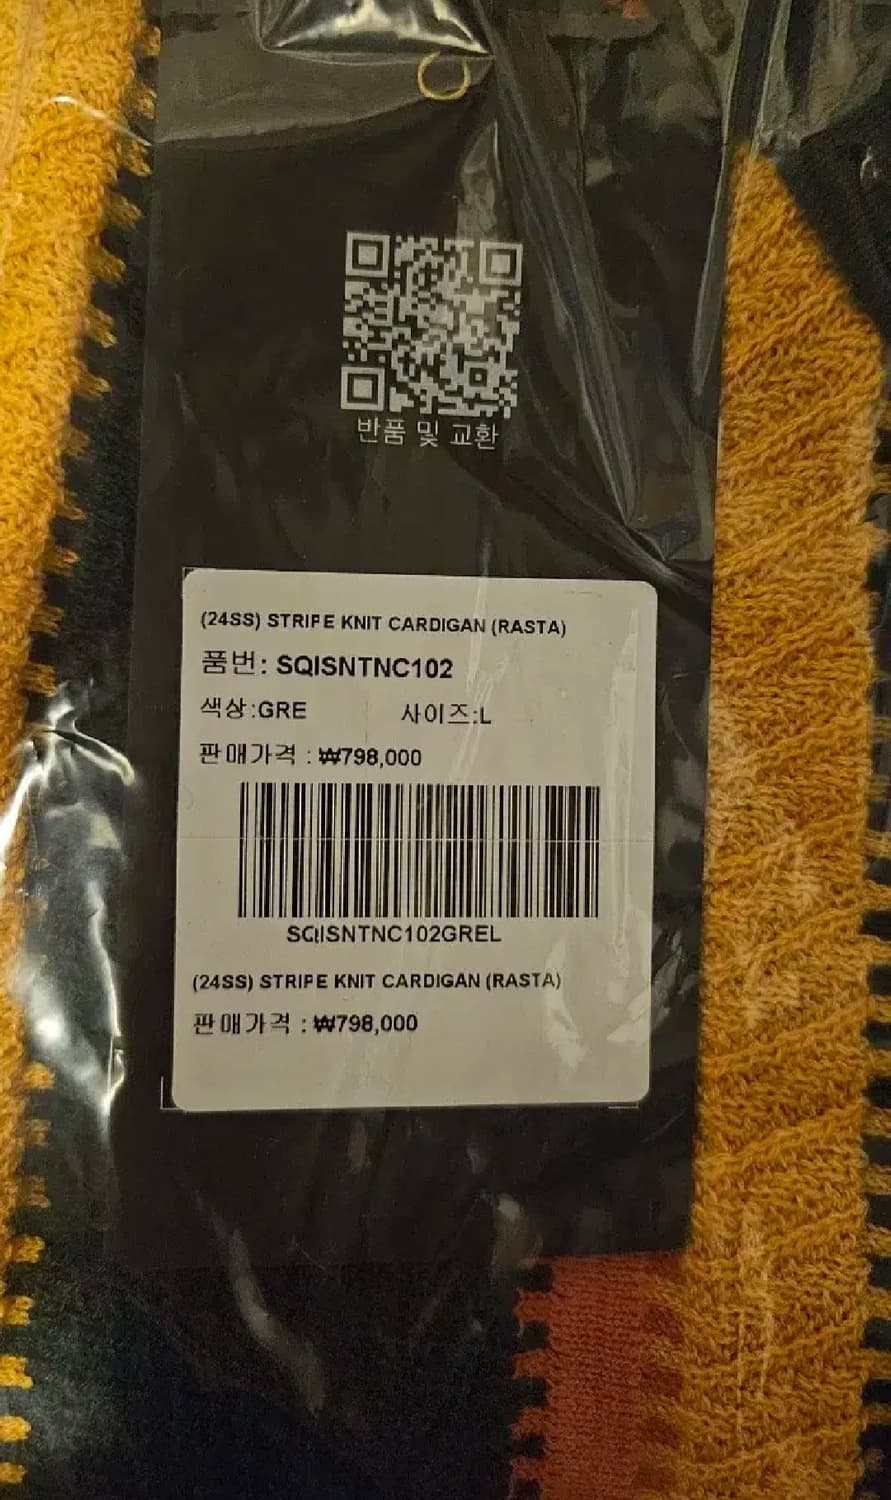 반품 및 교환
(24SS) STRIPE KNIT CARDIGAN (RASTA)
품번: SQISNTNC102
색상:GRE 사이즈:L
판매가격 : ₩798,000
SQISNTNC102GREL
(24SS) STRIPE KNIT CARDIGAN (RASTA)
판매가격 : ₩798,000